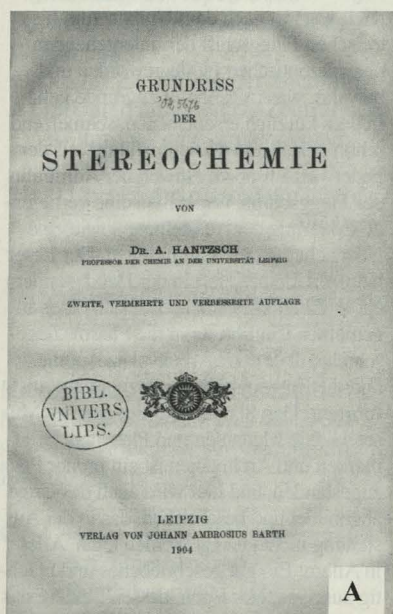 GRUNDRISS
DER
STEREOCHEMIE
VON
DR. A. HANTZSCH
PROFESSOR DER CHEMIE AN DER UNIVERSITÄT LEIPZIG
ZWEITE, VERMEHRTE UND VERBESSERTE AUFLAGE
BIBL.
VNIVERS.
LIPS.
LEIPZIG
VERLAG VON JOHANN AMBROSIUS BARTH
1904
A